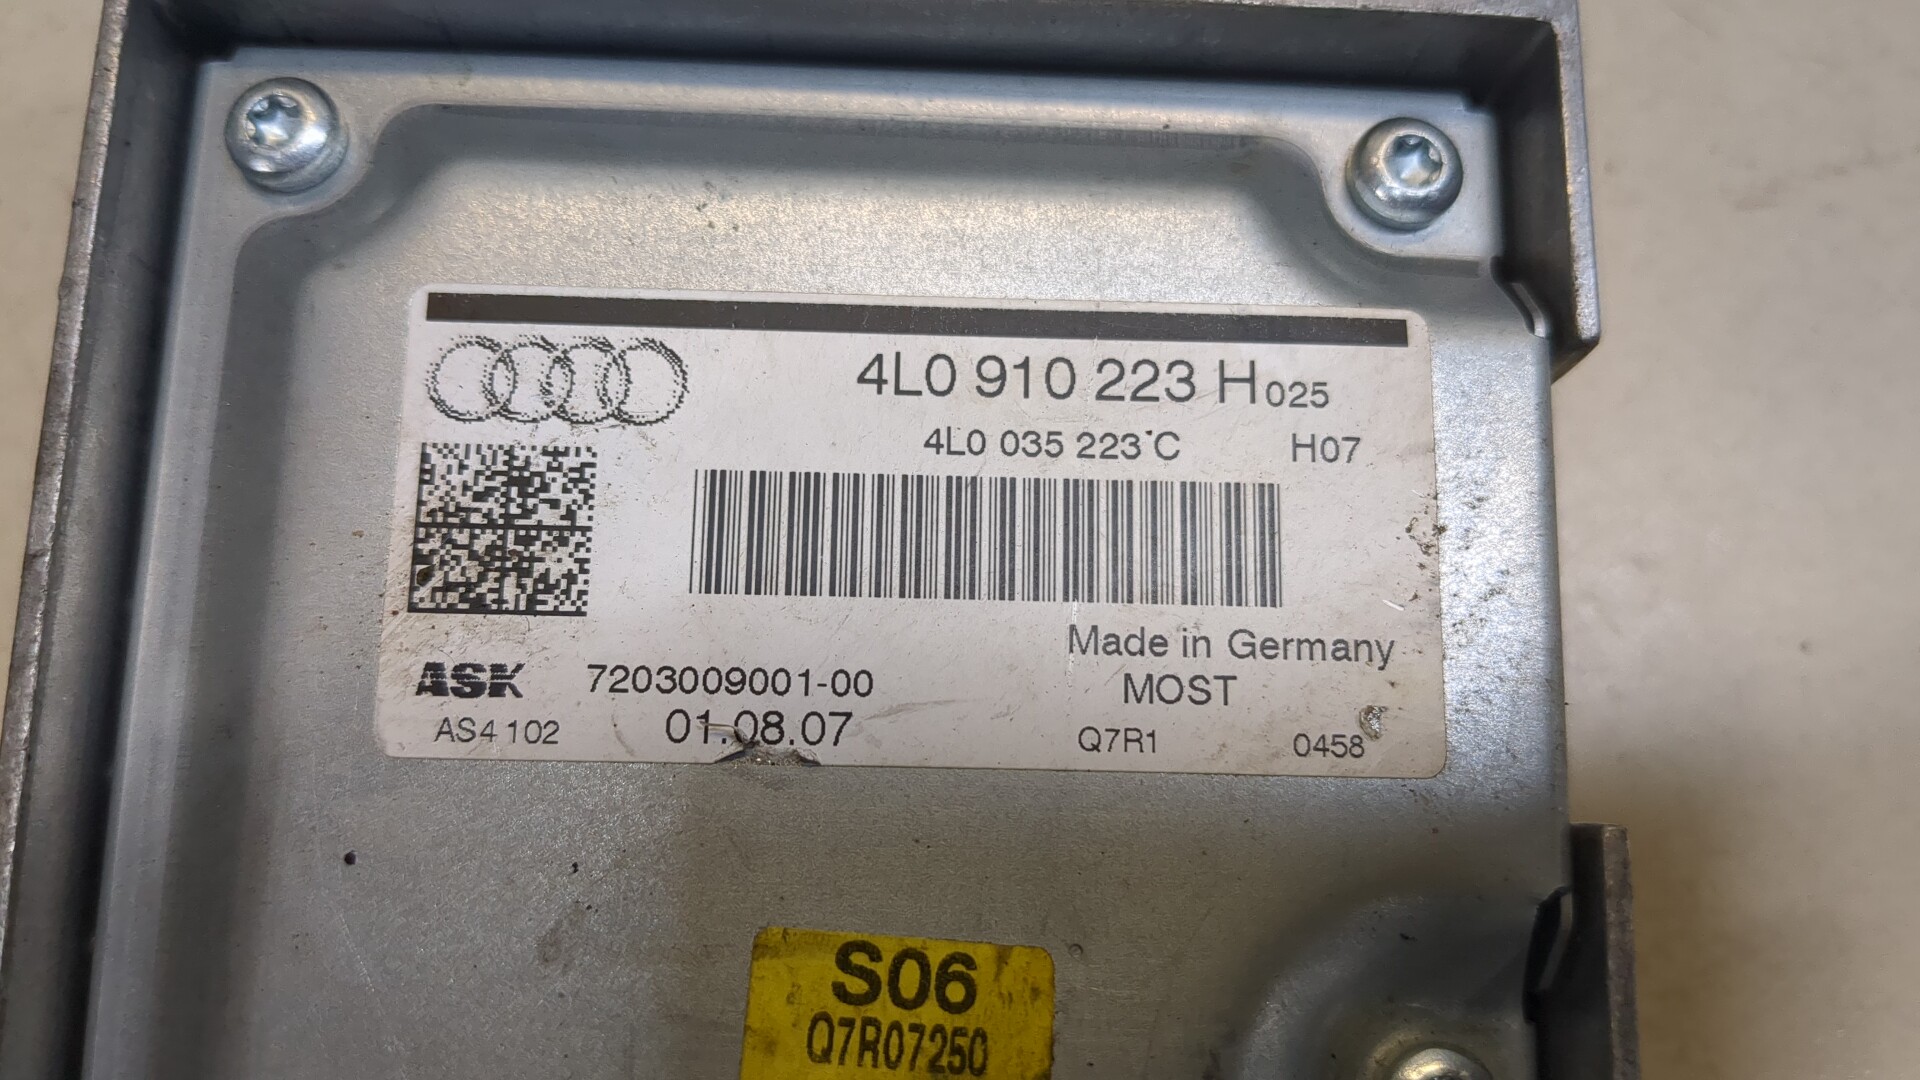 4L0 910 223 H 025
4L0 035 223 C H07
Made in Germany
ASK 7203009001-00 MOST
AS4 102 01.08.07 Q7R1 0458
S06
Q7R07250